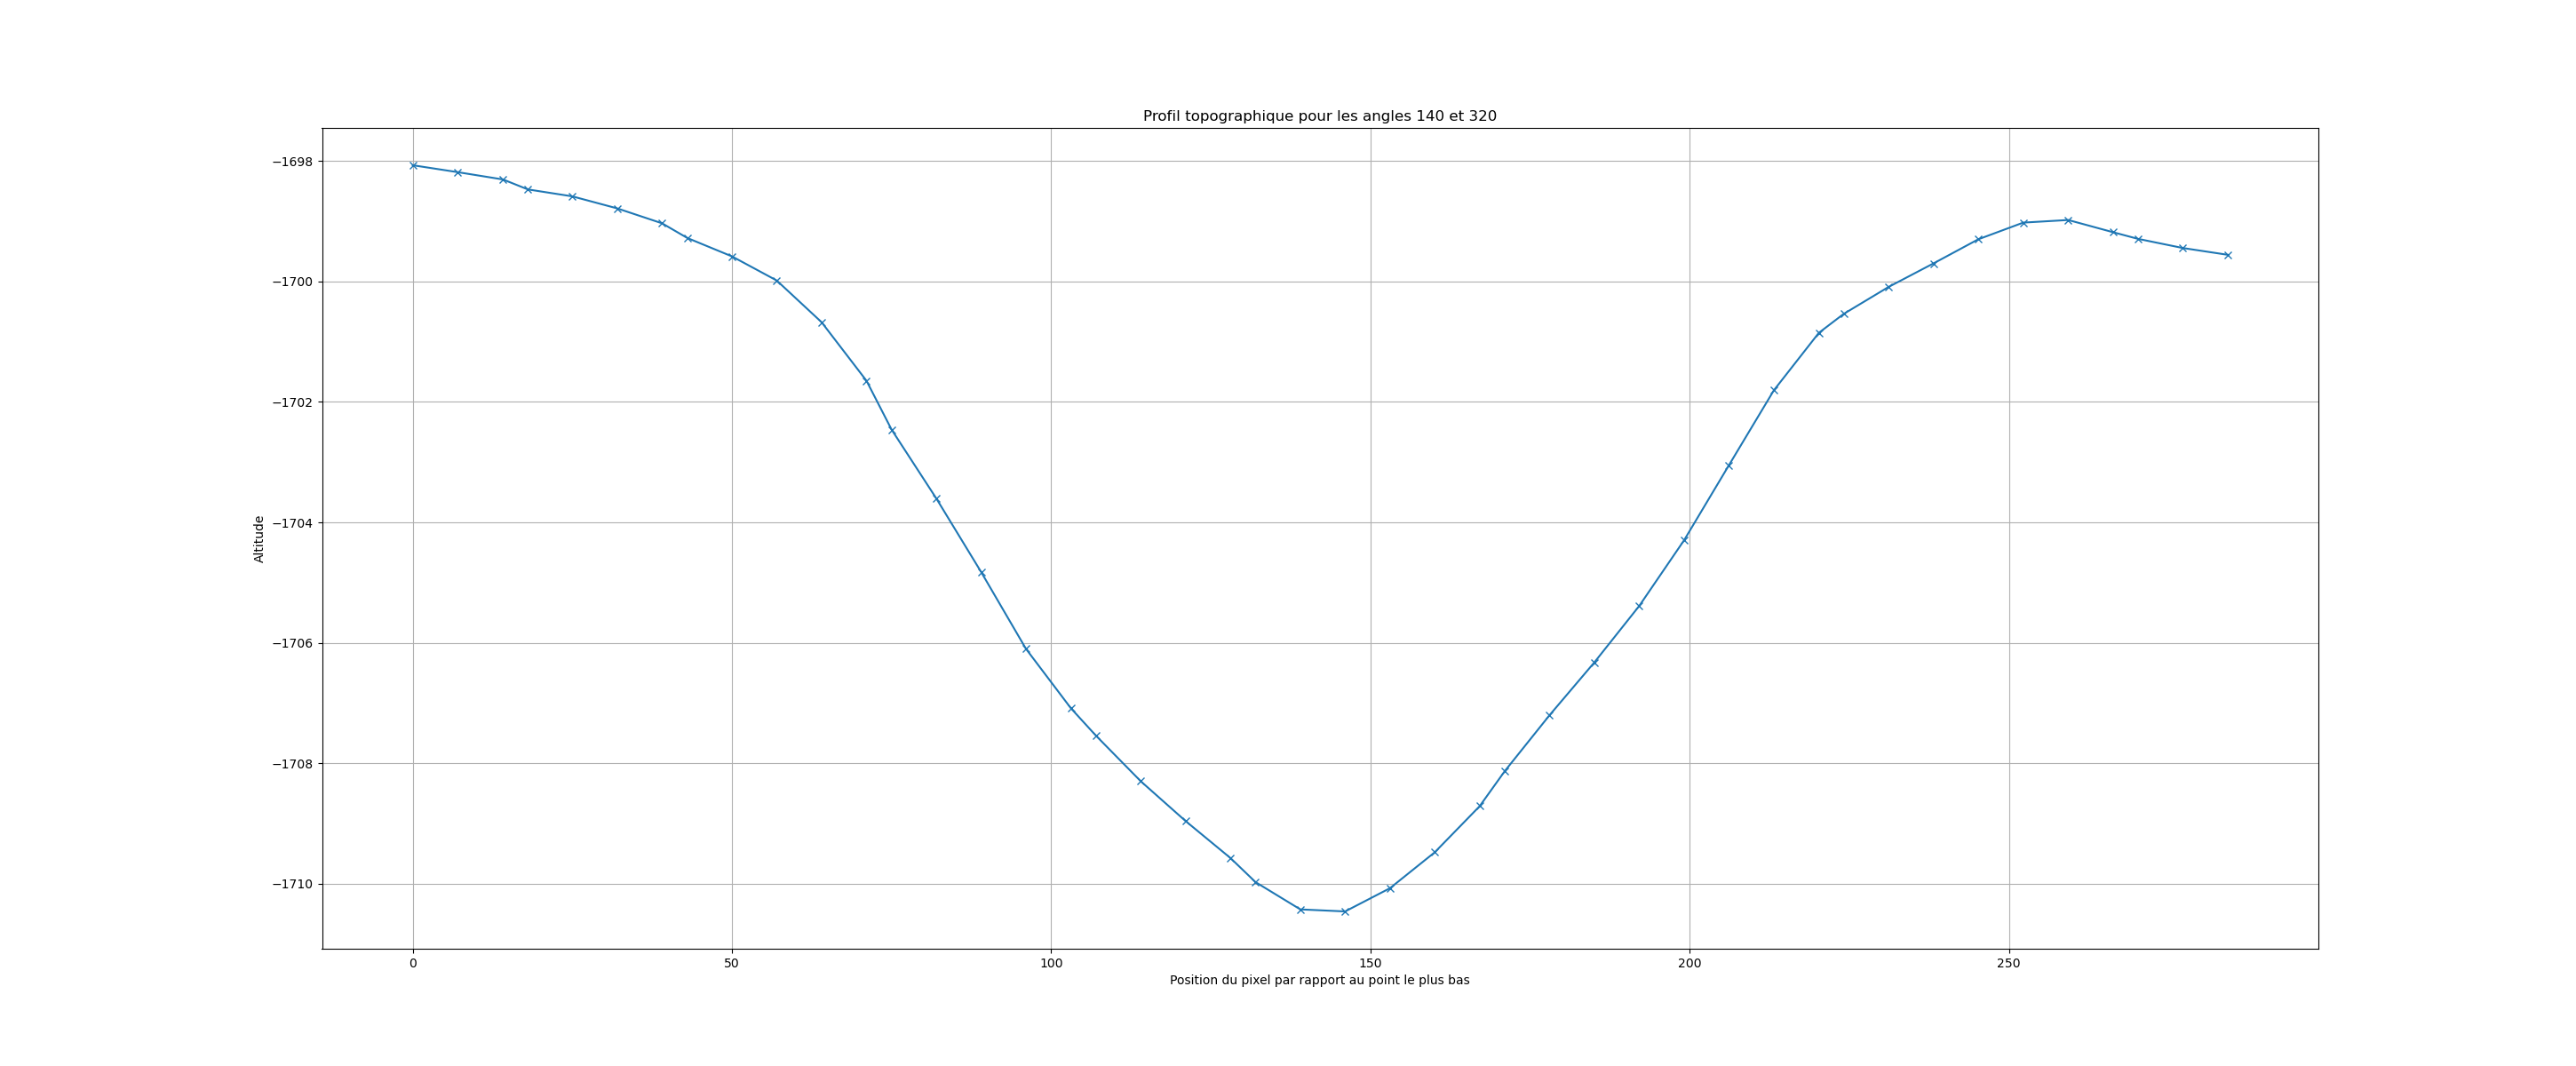 Profil topographique pour les angles 140 et 320
−1698
−1700
−1702
−1704
−1706
−1708
−1710
Altitude
0 50 100 150 200 250
Position du pixel par rapport au point le plus bas